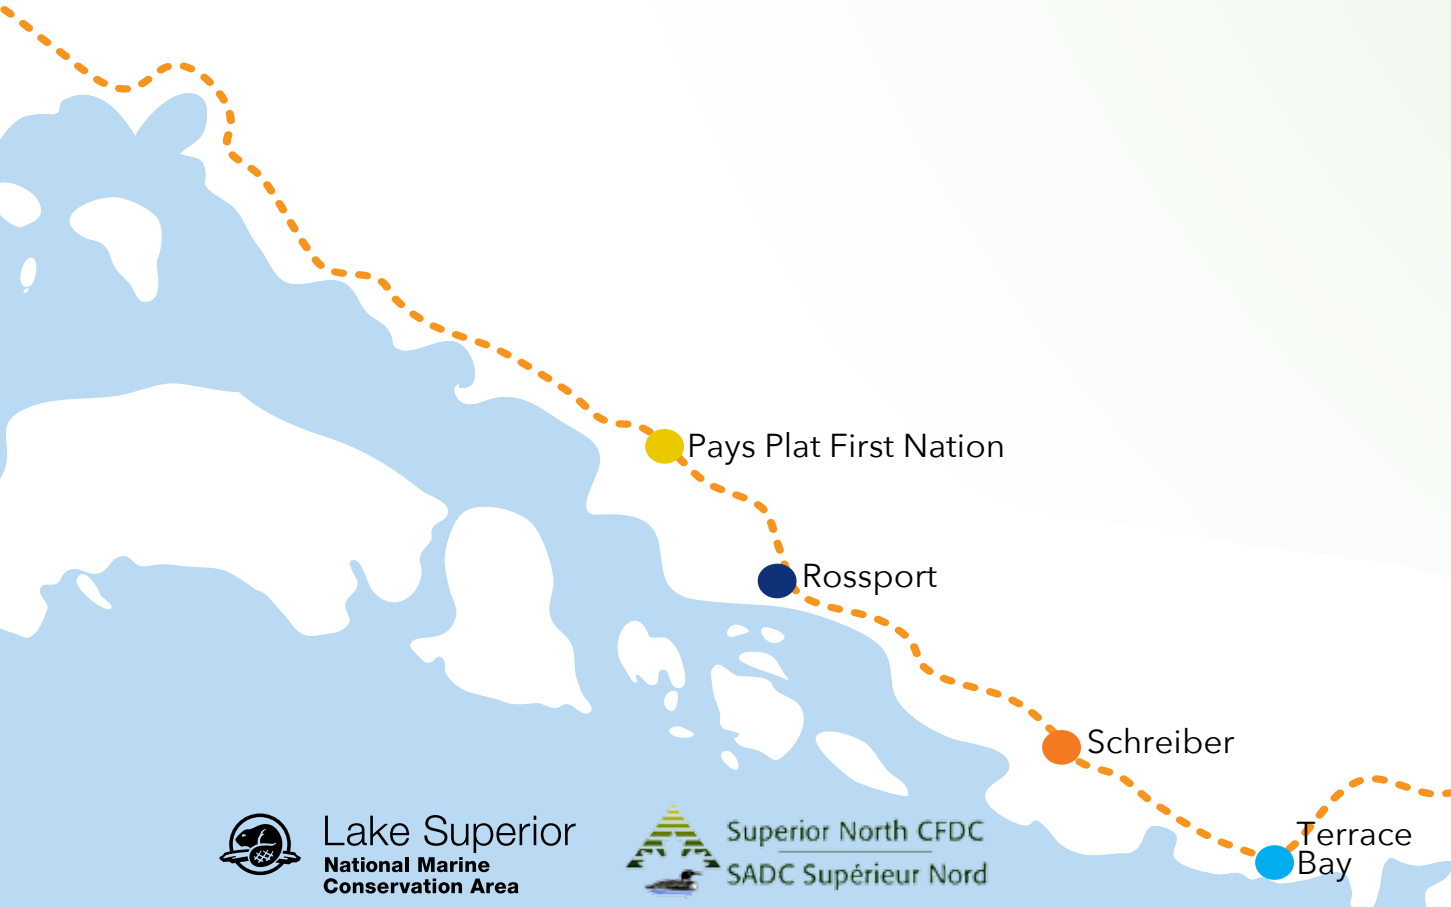 Pays Plat First Nation
Rossport
Schreiber
Terrace
Bay
Lake Superior
National Marine
Conservation Area
Superior North CFDC
SADC Supérieur Nord